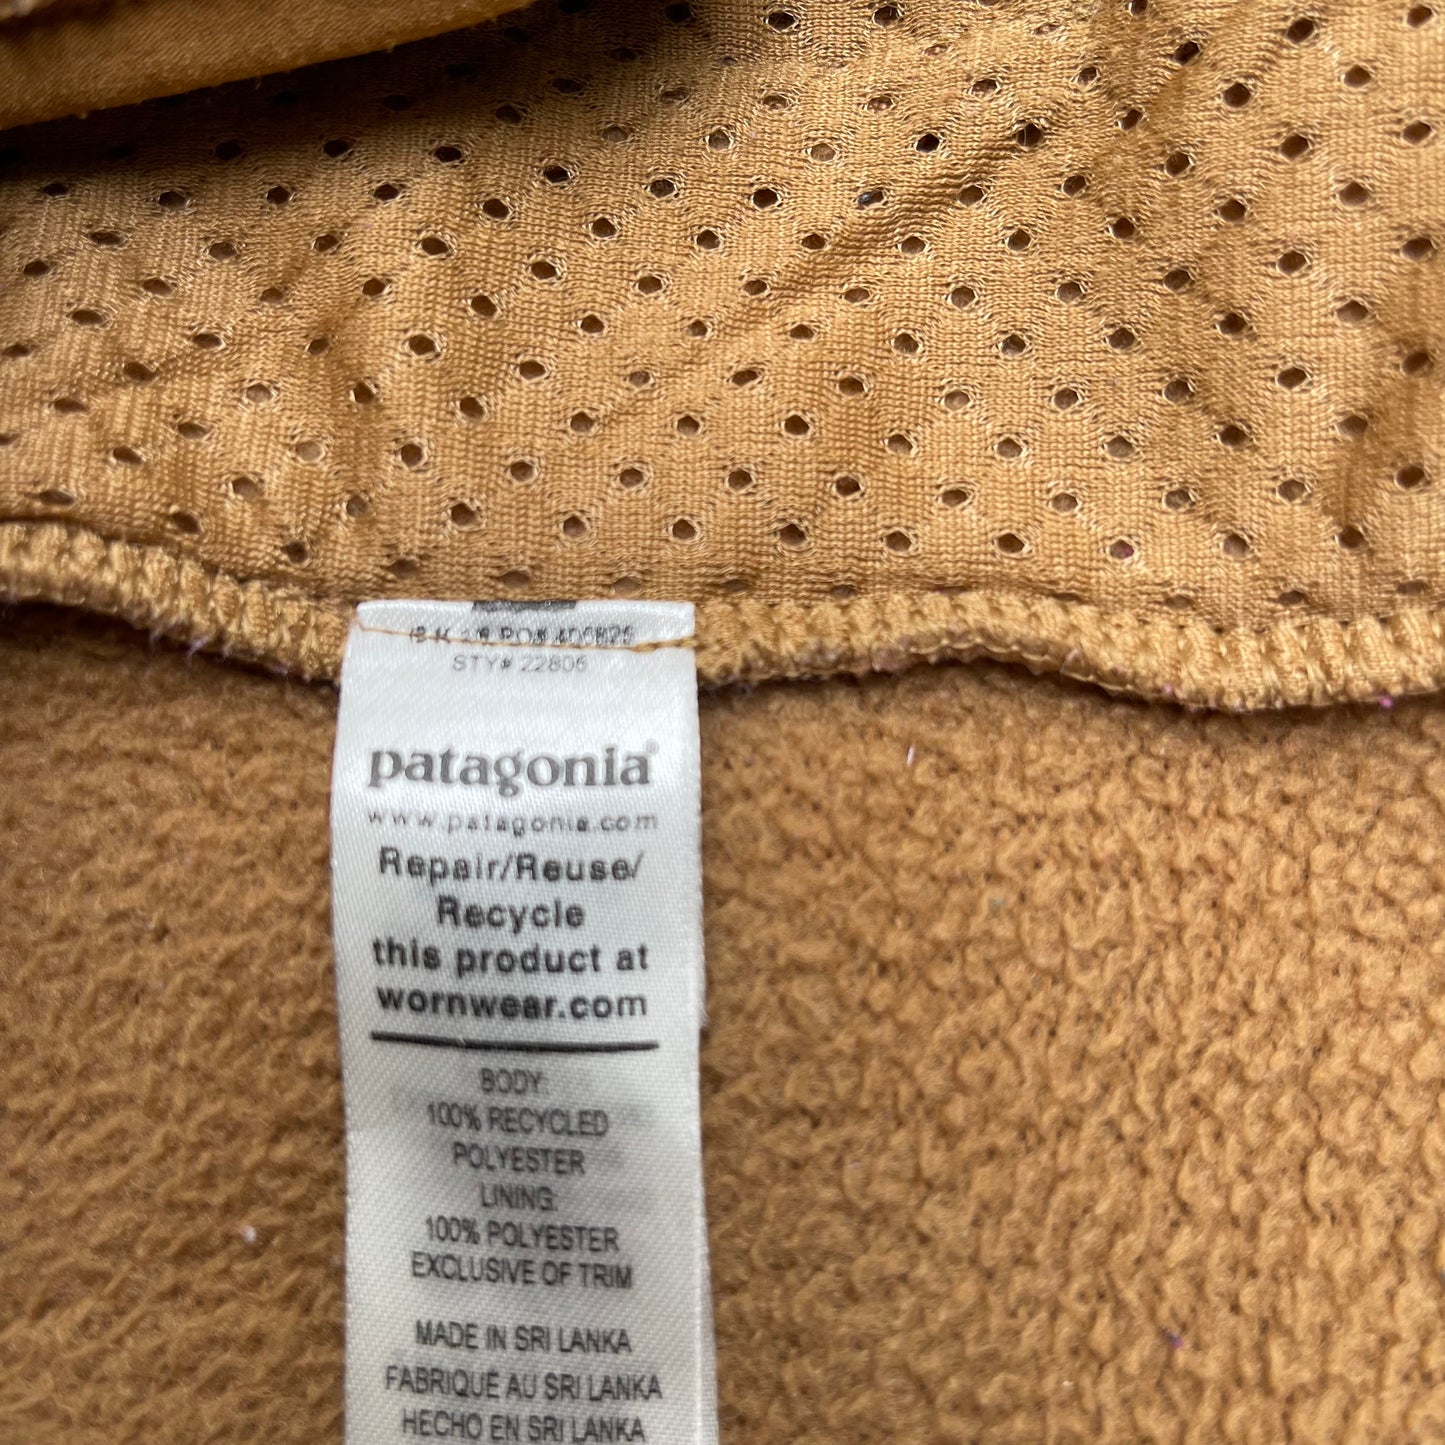 STY# 22806
patagonia®
www.patagonia.com
Repair/Reuse/
Recycle
this product at
wornwear.com
BODY:
100% RECYCLED
POLYESTER
LINING:
100% POLYESTER
EXCLUSIVE OF TRIM
MADE IN SRI LANKA
FABRIQUÉ AU SRI LANKA
HECHO EN SRI LANKA